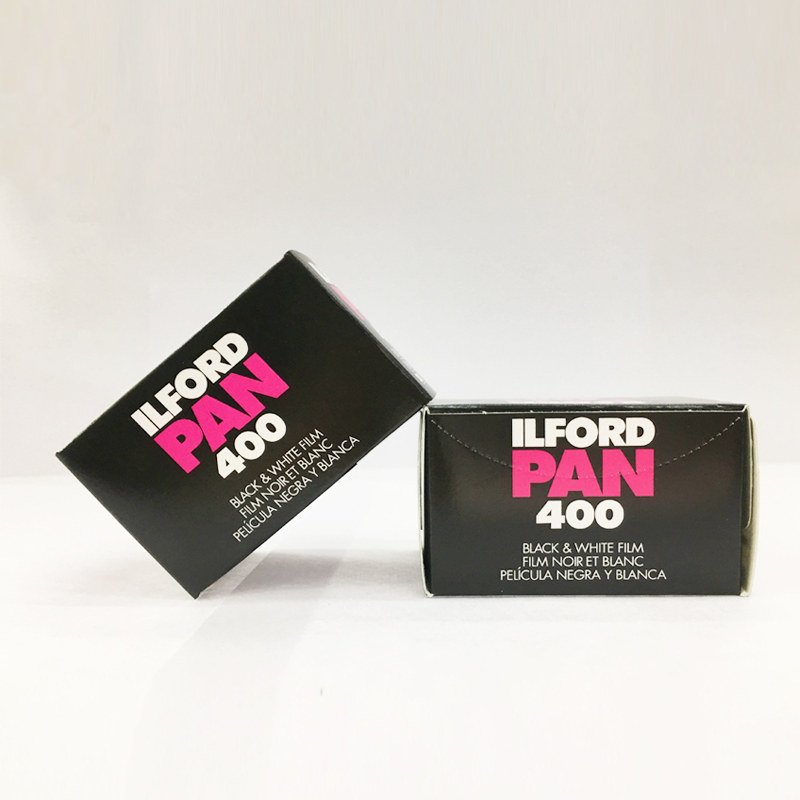 ILFORD
PAN
400
BLACK & WHITE FILM
FILM NOIR ET BLANC
PELÍCULA NEGRA Y BLANCA
ILFORD
PAN
400
BLACK & WHITE FILM
FILM NOIR ET BLANC
PELÍCULA NEGRA Y BLANCA